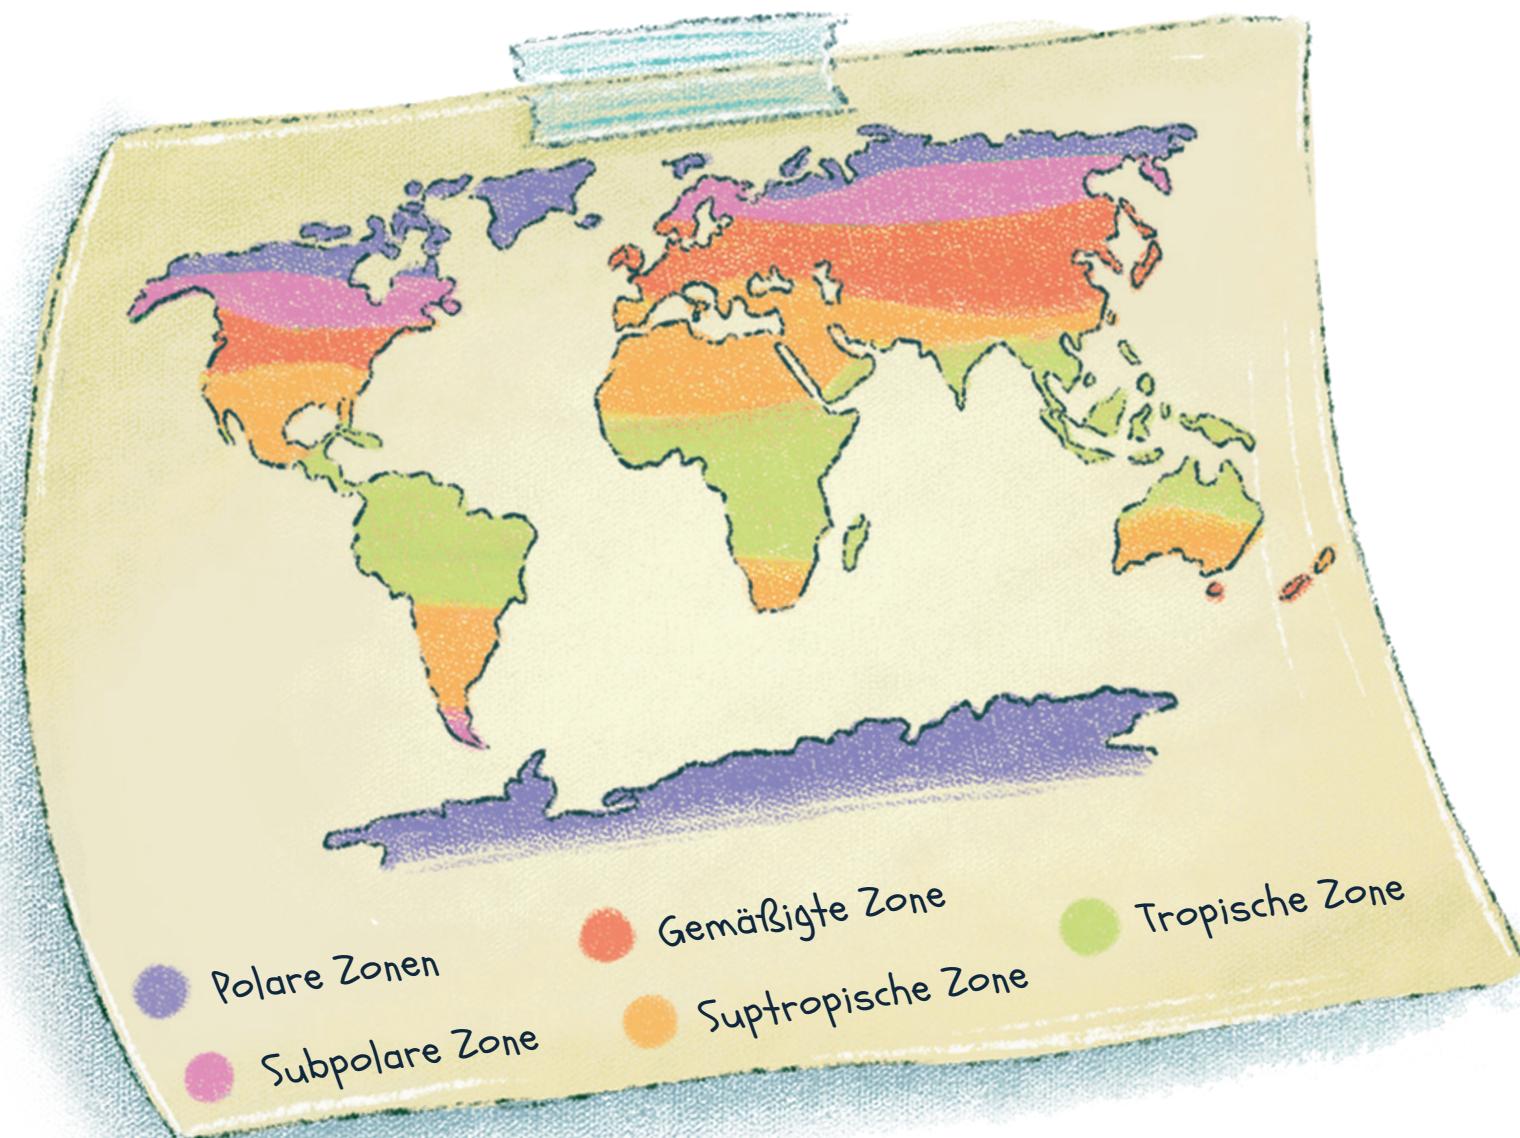 Polare Zonen
Subpolare Zone
Gemäßigte Zone
Suptropische Zone
Tropische Zone